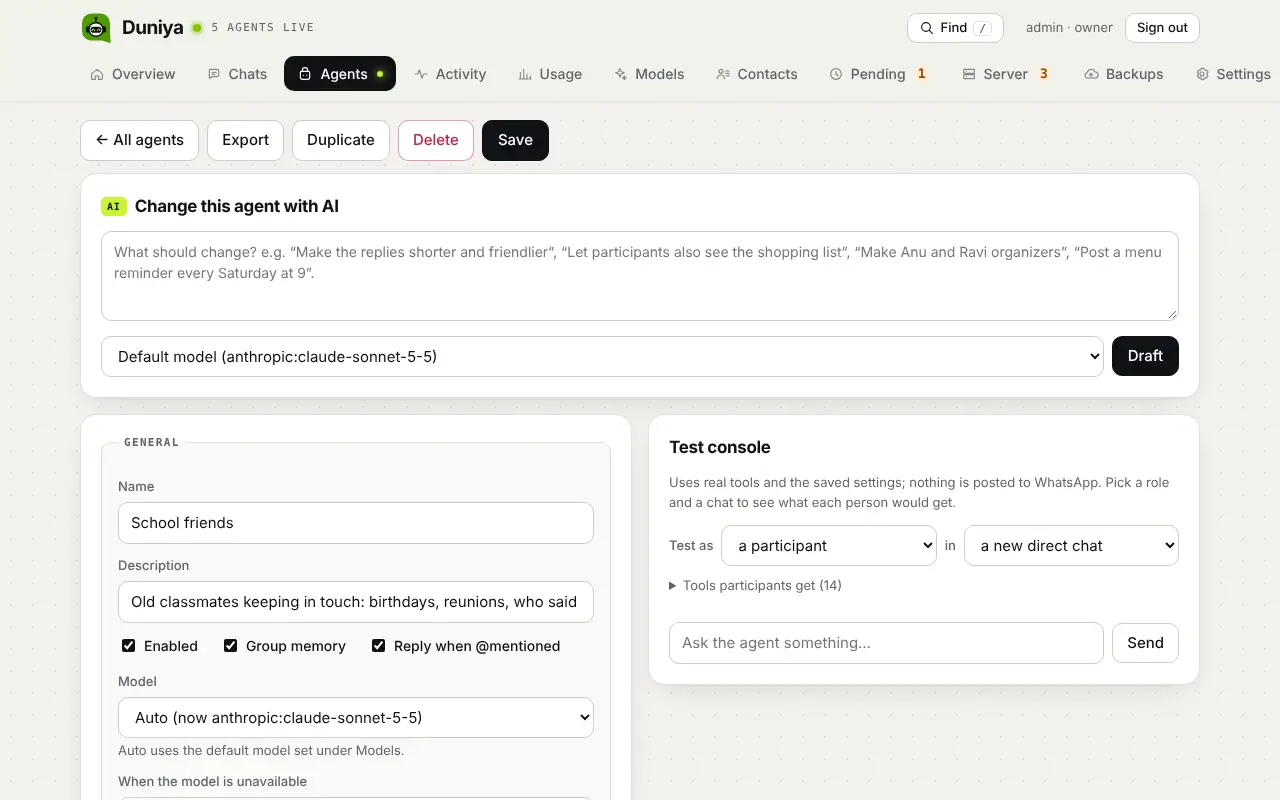 Duniya 5 AGENTS LIVE Find / admin · owner Sign out
Overview Chats Agents Activity Usage Models Contacts Pending 1 Server 3 Backups Settings
← All agents Export Duplicate Delete Save
AI Change this agent with AI
What should change? e.g. “Make the replies shorter and friendlier”, “Let participants also see the shopping list”, “Make Anu and Ravi organizers”, “Post a menu
reminder every Saturday at 9”.
Default model (anthropic:claude-sonnet-5-5) Draft
GENERAL
Name
School friends
Description
Old classmates keeping in touch: birthdays, reunions, who said
Enabled Group memory Reply when @mentioned
Model
Auto (now anthropic:claude-sonnet-5-5)
Auto uses the default model set under Models.
When the model is unavailable
Test console
Uses real tools and the saved settings; nothing is posted to WhatsApp. Pick a role
and a chat to see what each person would get.
Test as a participant in a new direct chat
Tools participants get (14)
Ask the agent something... Send